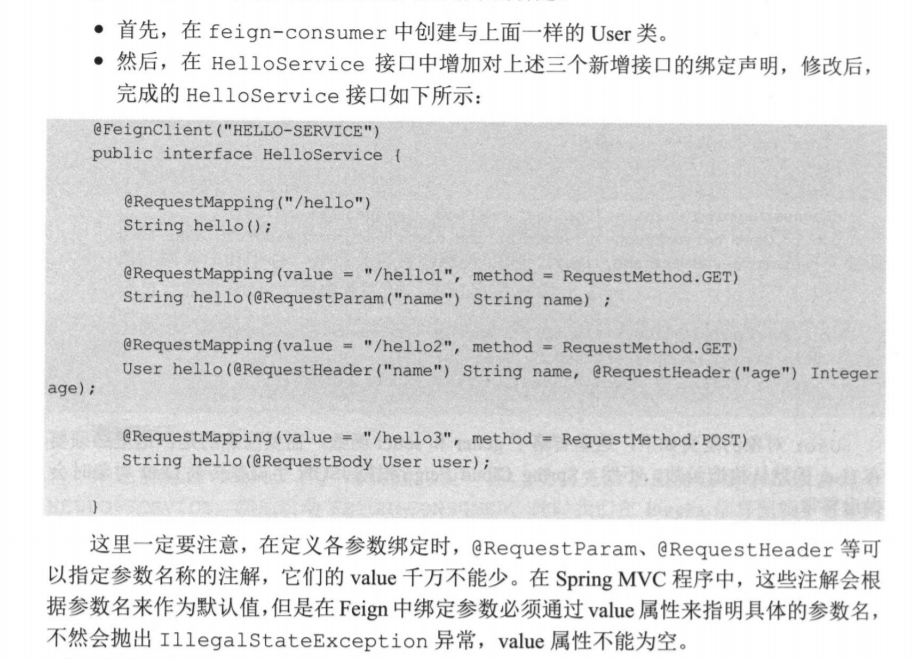 • 首先，在 feign-consumer 中创建与上面一样的 User 类。
• 然后，在 HelloService 接口中增加对上述三个新增接口的绑定声明，修改后，
完成的 HelloService 接口如下所示：
@FeignClient("HELLO-SERVICE")
public interface HelloService {
@RequestMapping("/hello")
String hello();
@RequestMapping(value = "/hello1", method = RequestMethod.GET)
String hello(@RequestParam("name") String name) ;
@RequestMapping(value = "/hello2", method = RequestMethod.GET)
User hello(@RequestHeader("name") String name, @RequestHeader("age") Integer
age);
@RequestMapping(value = "/hello3", method = RequestMethod.POST)
String hello(@RequestBody User user);
}
这里一定要注意，在定义各参数绑定时，@RequestParam、@RequestHeader 等可
以指定参数名称的注解，它们的 value 千万不能少。在 Spring MVC 程序中，这些注解会根
据参数名来作为默认值，但是在 Feign 中绑定参数必须通过 value 属性来指明具体的参数名，
不然会抛出 IllegalStateException 异常，value 属性不能为空。